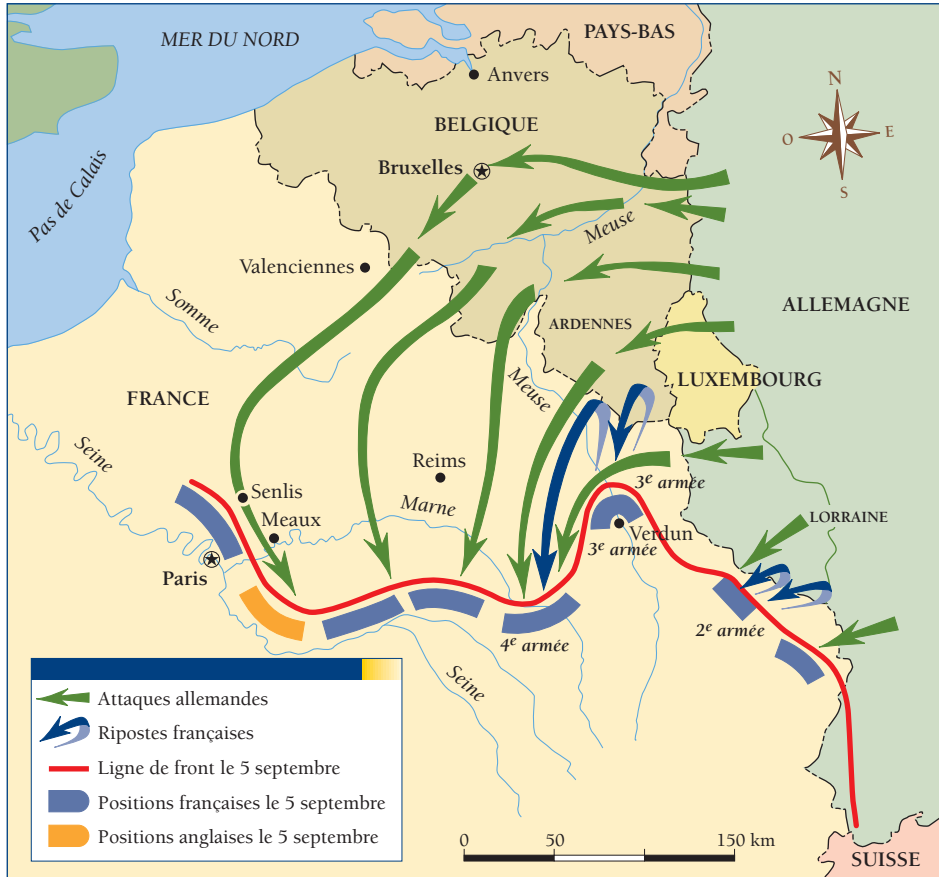 MER DU NORD
PAYS-BAS
Anvers
N
O
E
S
BELGIQUE
Bruxelles
Pas de Calais
Meuse
Valenciennes
Somme
ALLEMAGNE
ARDENNES
Meuse
LUXEMBOURG
FRANCE
Seine
Reims
3e armée
Senlis
Marne
LORRAINE
Meaux
Verdun
3e armée
Paris
4e armée
2e armée
Seine
Attaques allemandes
Ripostes françaises
Ligne de front le 5 septembre
Positions françaises le 5 septembre
Positions anglaises le 5 septembre
0 50 150 km
SUISSE